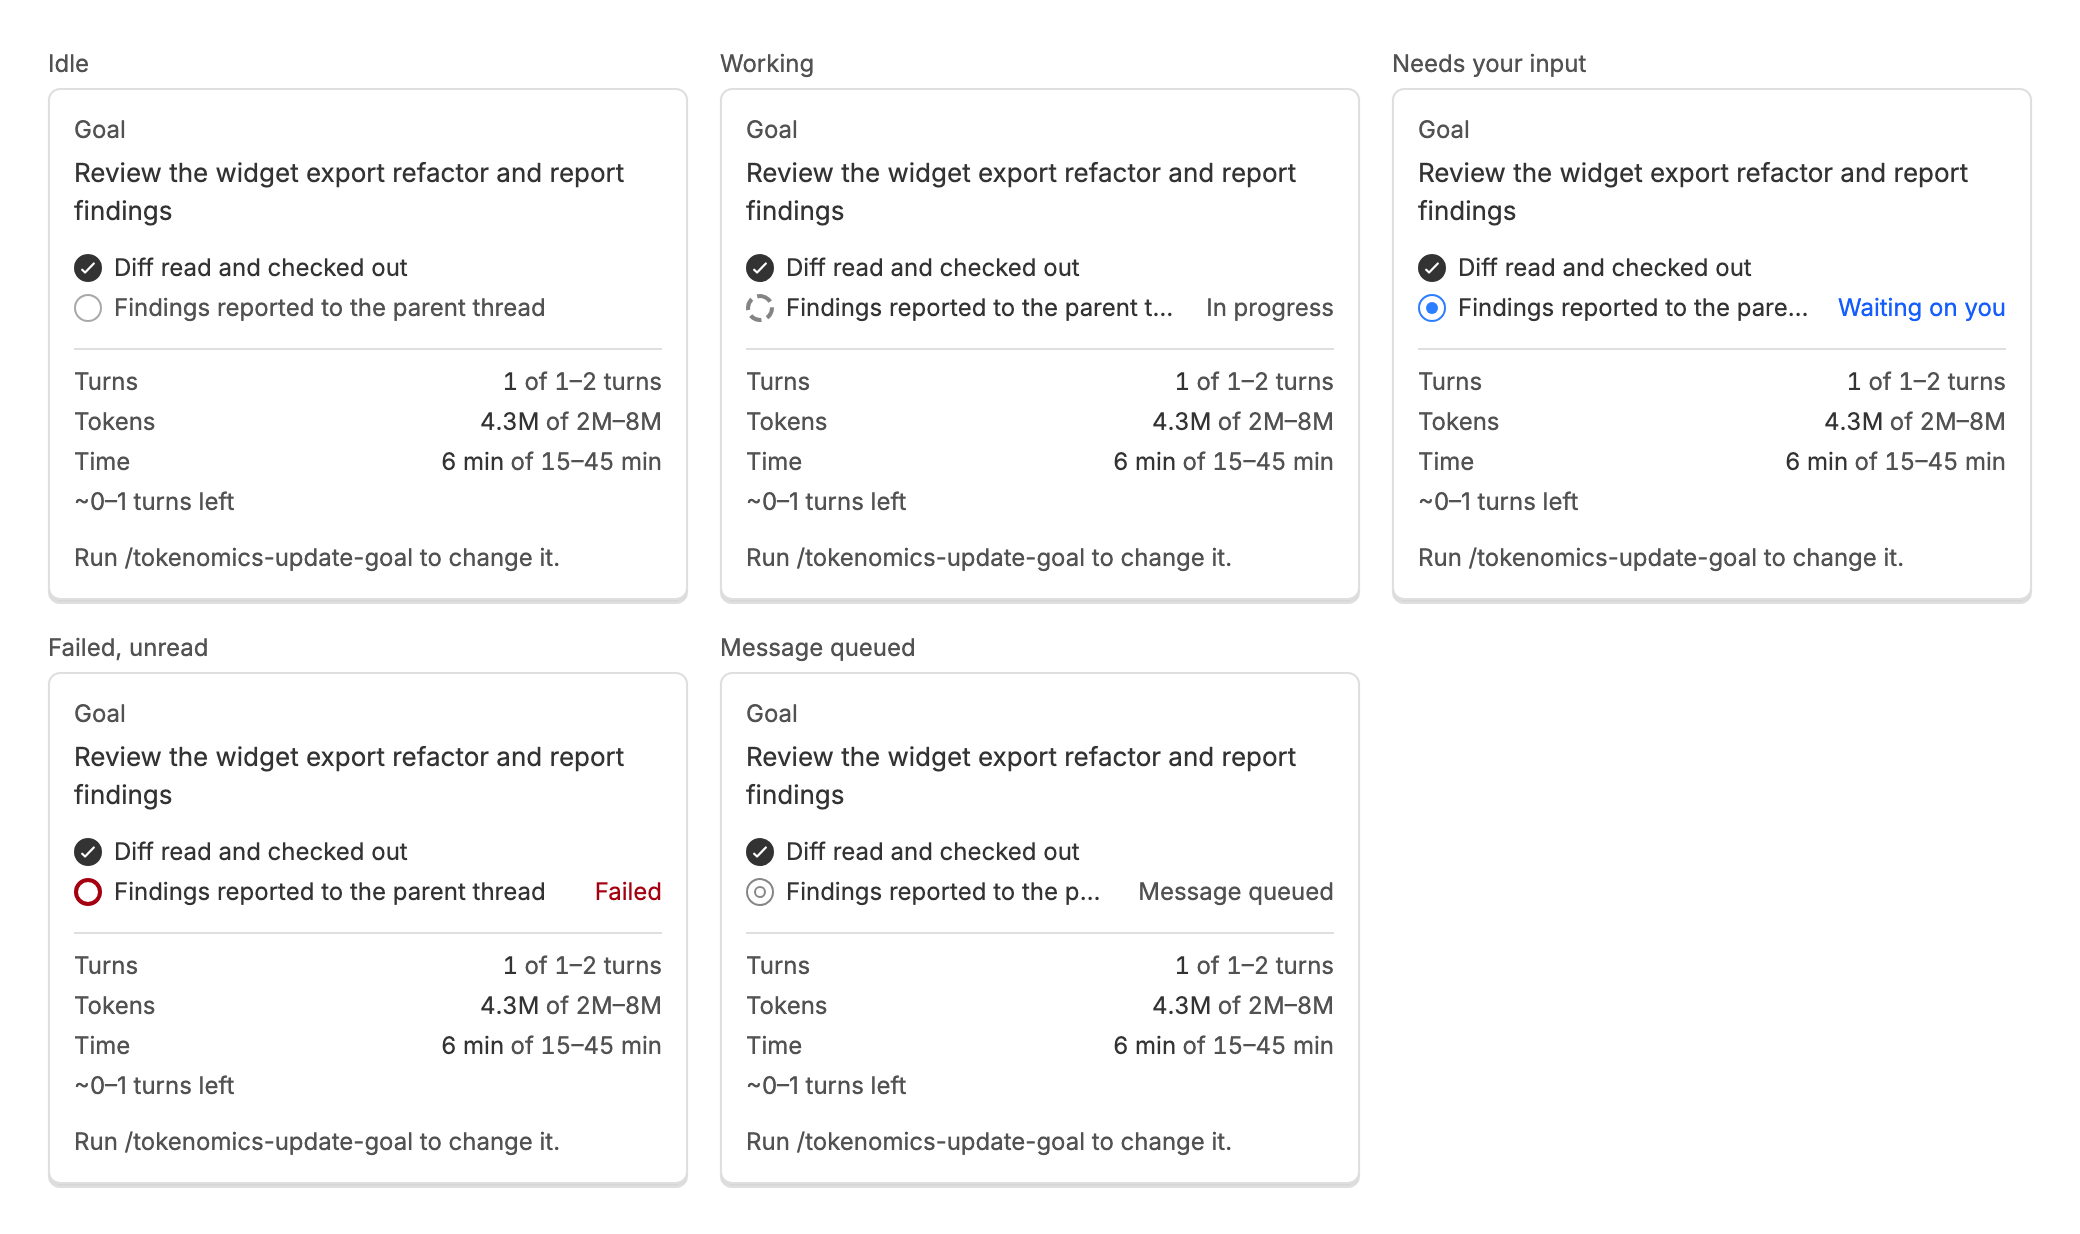 Idle
Goal
Review the widget export refactor and report
findings
Diff read and checked out
Findings reported to the parent thread
Turns 1 of 1–2 turns
Tokens 4.3M of 2M–8M
Time 6 min of 15–45 min
~0–1 turns left
Run /tokenomics-update-goal to change it.
Working
Goal
Review the widget export refactor and report
findings
Diff read and checked out
Findings reported to the parent t... In progress
Turns 1 of 1–2 turns
Tokens 4.3M of 2M–8M
Time 6 min of 15–45 min
~0–1 turns left
Run /tokenomics-update-goal to change it.
Needs your input
Goal
Review the widget export refactor and report
findings
Diff read and checked out
Findings reported to the pare... Waiting on you
Turns 1 of 1–2 turns
Tokens 4.3M of 2M–8M
Time 6 min of 15–45 min
~0–1 turns left
Run /tokenomics-update-goal to change it.
Failed, unread
Goal
Review the widget export refactor and report
findings
Diff read and checked out
Findings reported to the parent thread Failed
Turns 1 of 1–2 turns
Tokens 4.3M of 2M–8M
Time 6 min of 15–45 min
~0–1 turns left
Run /tokenomics-update-goal to change it.
Message queued
Goal
Review the widget export refactor and report
findings
Diff read and checked out
Findings reported to the p... Message queued
Turns 1 of 1–2 turns
Tokens 4.3M of 2M–8M
Time 6 min of 15–45 min
~0–1 turns left
Run /tokenomics-update-goal to change it.